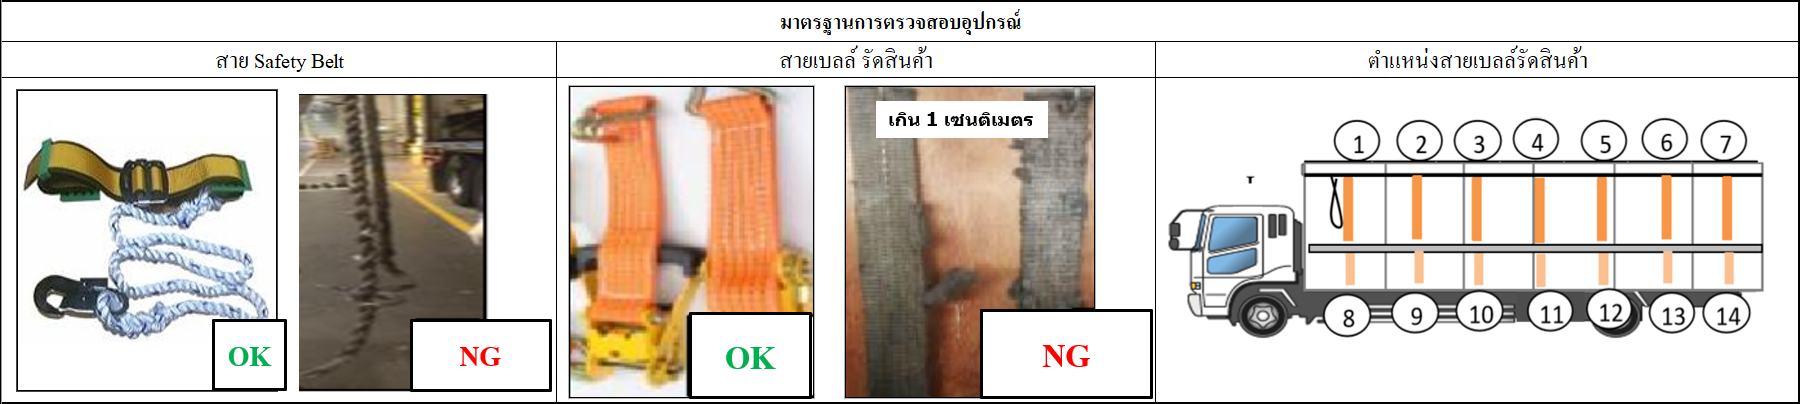 มาตรฐานการตรวจสอบอุปกรณ์
สาย Safety Belt
สายเบลล์ รัดสินค้า
ตำแหน่งสายเบลล์รัดสินค้า
เกิน 1 เซนติเมตร
OK
NG
OK
NG
1 2 3 4 5 6 7
8 9 10 11 12 13 14